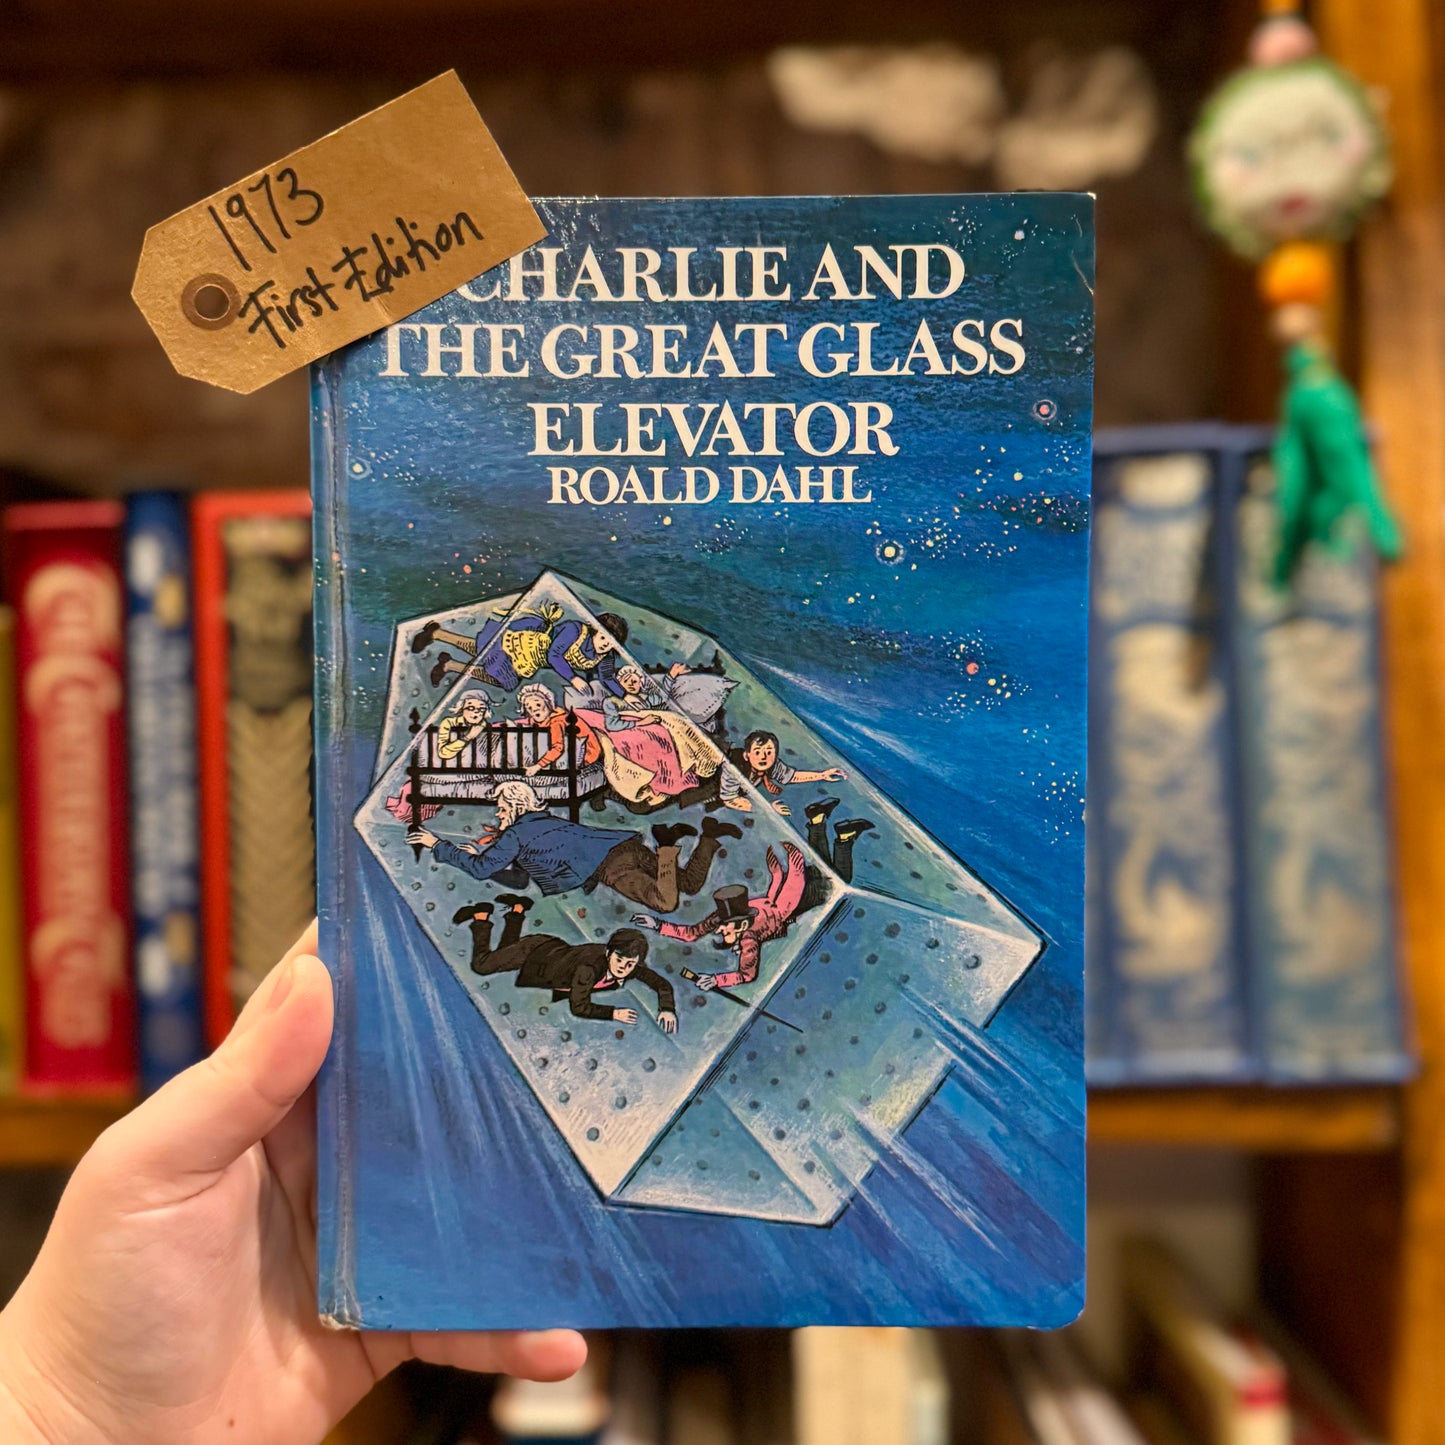 1973
First Edition
CHARLIE AND
THE GREAT GLASS
ELEVATOR
ROALD DAHL